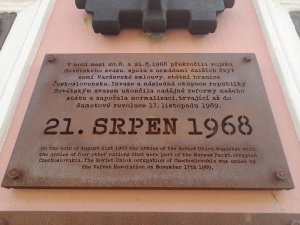 V noci mezi 20.8. a 21.8.1968 překročila vojska
Sovětského svazu, spolu s armádami dalších čtyř
zemí Varšavské smlouvy, státní hranice
Československa. Invaze a následná okupace republiky
Sovětským svazem ukončila nadějné reformy našeho
státu a započala normalizaci, trvající až do
Sametové revoluce 17. listopadu 1989.
21. SRPEN 1968
On the date of August 21st 1968 the armies of the Soviet Union together with
the armies of four other nations that were part of the Warsaw Pact, occupied
Czechoslovakia. The Soviet Union occupation of Czechoslovakia was ended by
the Velvet Revolution on November 17th 1989.